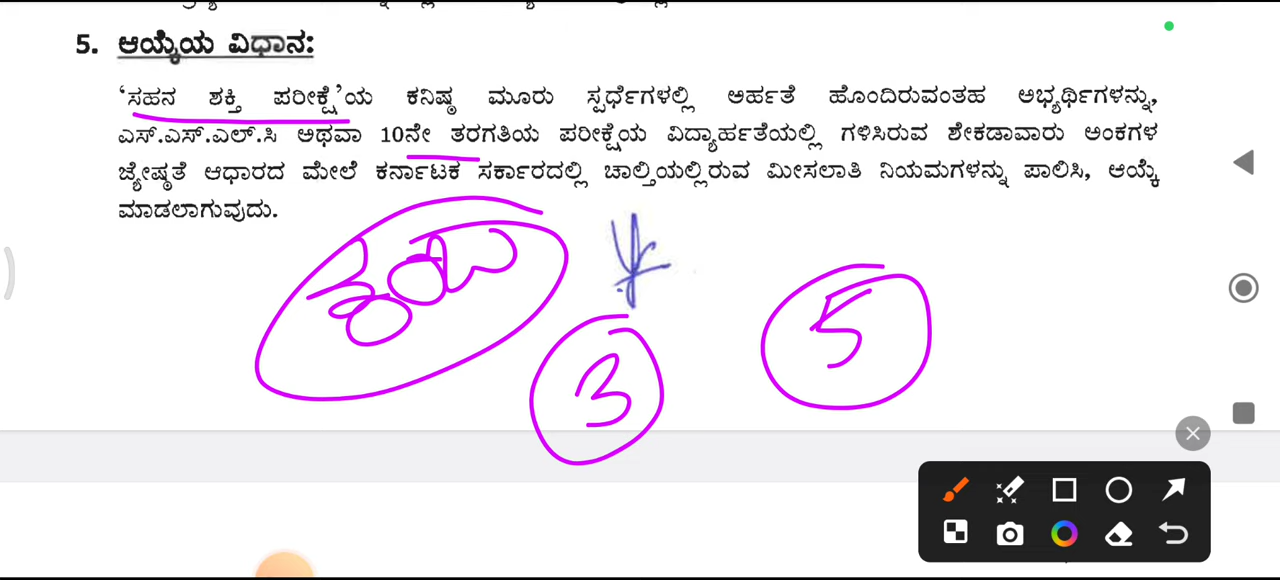 5. ಆಯ್ಕೆಯ ವಿಧಾನ:
‘ಸಹನ ಶಕ್ತಿ ಪರೀಕ್ಷೆ’ಯ ಕನಿಷ್ಠ ಮೂರು ಸ್ಪರ್ಧೆಗಳಲ್ಲಿ ಅರ್ಹತೆ ಹೊಂದಿರುವಂತಹ ಅಭ್ಯರ್ಥಿಗಳನ್ನು,
ಎಸ್.ಎಸ್.ಎಲ್.ಸಿ ಅಥವಾ 10ನೇ ತರಗತಿಯ ಪರೀಕ್ಷೆಯ ವಿದ್ಯಾರ್ಹತೆಯಲ್ಲಿ ಗಳಿಸಿರುವ ಶೇಕಡಾವಾರು ಅಂಕಗಳ
ಜ್ಯೇಷ್ಠತೆ ಆಧಾರದ ಮೇಲೆ ಕರ್ನಾಟಕ ಸರ್ಕಾರದಲ್ಲಿ ಚಾಲ್ತಿಯಲ್ಲಿರುವ ಮೀಸಲಾತಿ ನಿಯಮಗಳನ್ನು ಪಾಲಿಸಿ, ಆಯ್ಕೆ
ಮಾಡಲಾಗುವುದು.
3
5